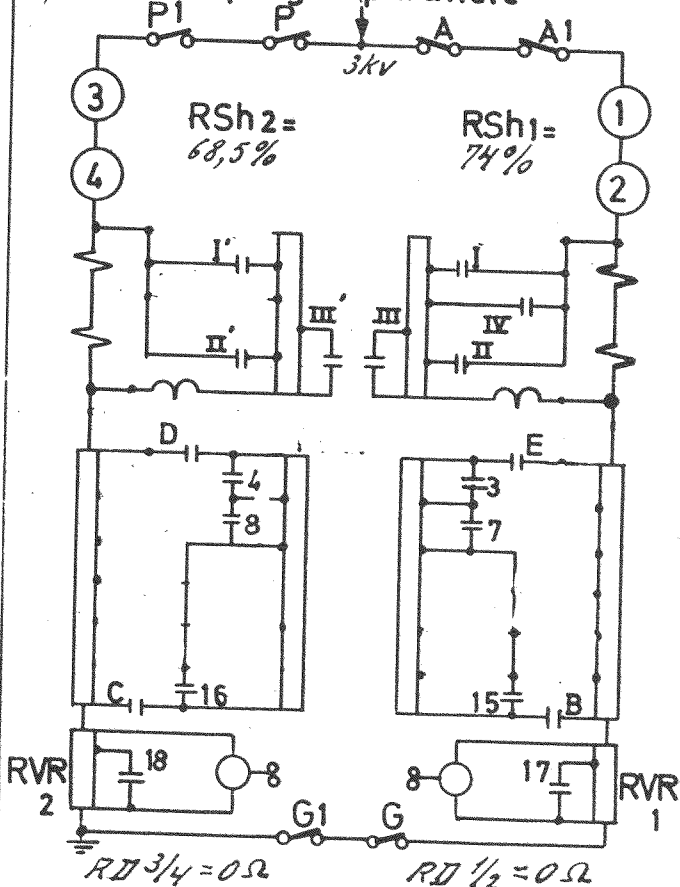 P1 P A A1
3kv
3 1
RSh2= RSh1=
68,5% 74%
4 2
I' I
III' III
IV
II' II
D E
4 3
8 7
C 16 15 B
18 17
RVR RVR
2 1
8 8
G1 G
RD 3/4 = 0 Ω RD 1/2 = 0 Ω